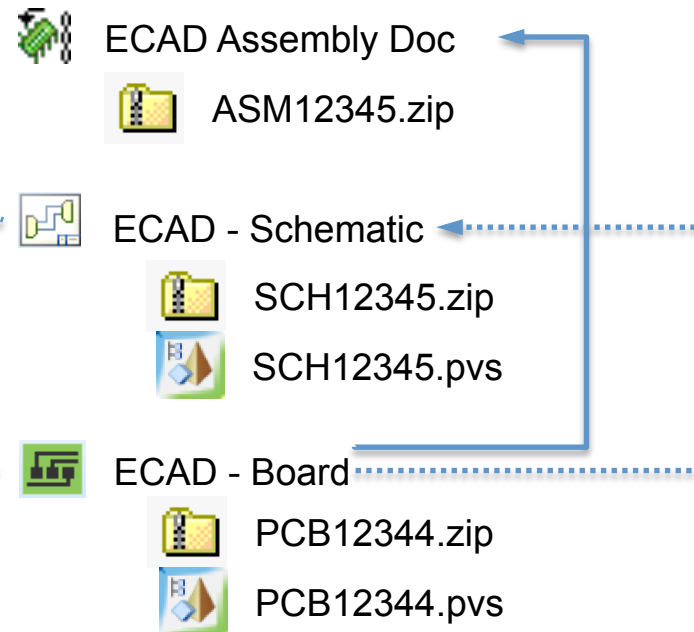 ECAD Assembly Doc
ASM12345.zip
ECAD - Schematic
SCH12345.zip
SCH12345.pvs
ECAD - Board
PCB12344.zip
PCB12344.pvs